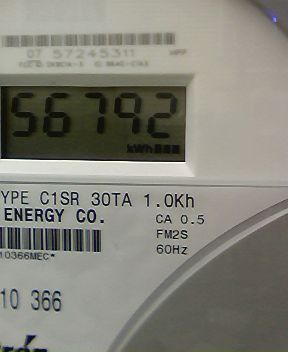 07 57245311
56792
kWh
YPE C1SR 30TA 1.0Kh
ENERGY CO.
CA 0.5
FM2S
60Hz
10366MEC*
10 366